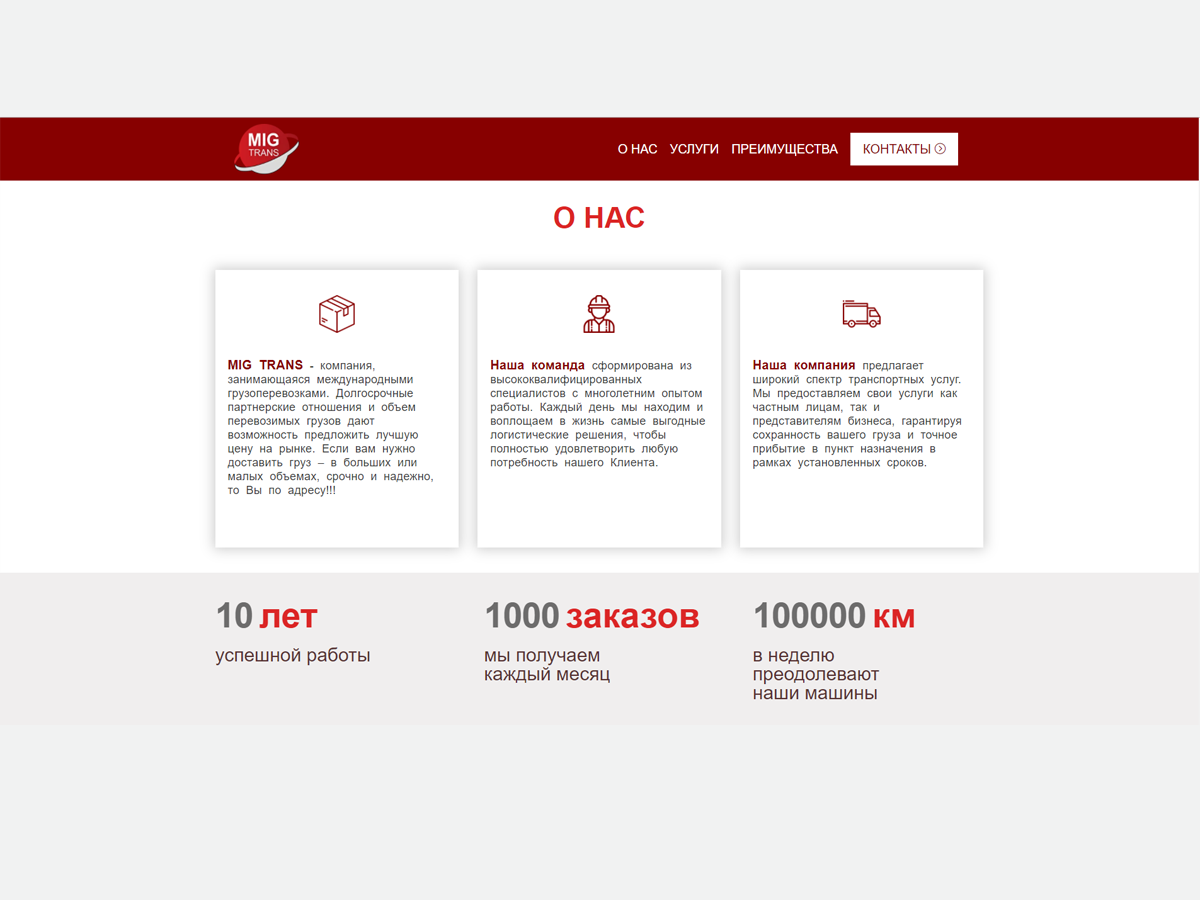 MIG
TRANS
О НАС УСЛУГИ ПРЕИМУЩЕСТВА КОНТАКТЫ
О НАС
MIG TRANS - компания,
занимающаяся международными
грузоперевозками. Долгосрочные
партнерские отношения и объем
перевозимых грузов дают
возможность предложить лучшую
цену на рынке. Если вам нужно
доставить груз – в больших или
малых объемах, срочно и надежно,
то Вы по адресу!!!
Наша команда сформирована из
высококвалифицированных
специалистов с многолетним опытом
работы. Каждый день мы находим и
воплощаем в жизнь самые выгодные
логистические решения, чтобы
полностью удовлетворить любую
потребность нашего Клиента.
Наша компания предлагает
широкий спектр транспортных услуг.
Мы предоставляем свои услуги как
частным лицам, так и
представителям бизнеса, гарантируя
сохранность вашего груза и точное
прибытие в пункт назначения в
рамках установленных сроков.
10 лет
успешной работы
1000 заказов
мы получаем
каждый месяц
100000 км
в неделю
преодолевают
наши машины